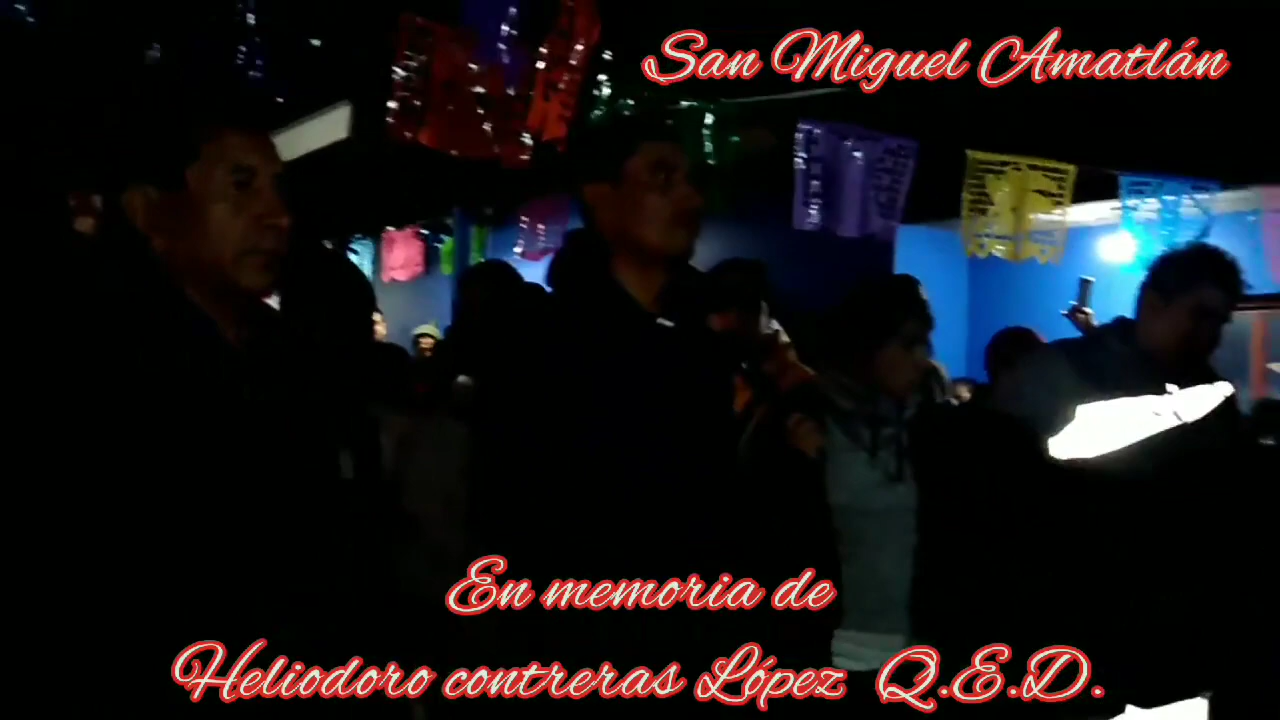 San Miguel Amatlán
En memoria de
Heliodoro contreras López Q.E.D.